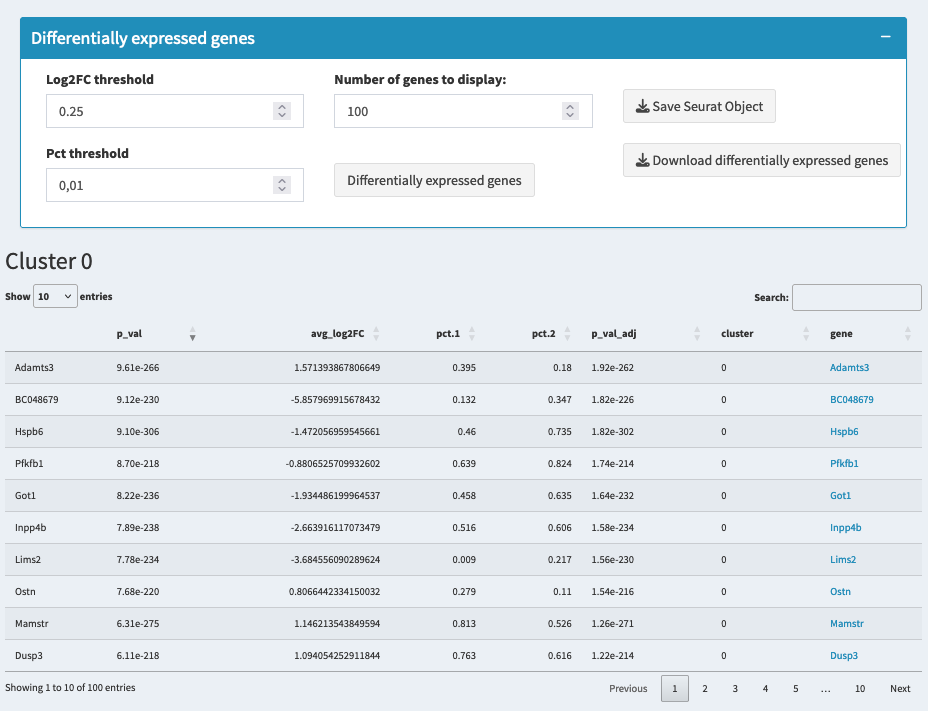 Differentially expressed genes −
Log2FC threshold Number of genes to display:
0.25 100 Save Seurat Object
Pct threshold Download differentially expressed genes
0,01 Differentially expressed genes
Cluster 0
Show 10 entries Search:
p_val avg_log2FC pct.1 pct.2 p_val_adj cluster gene
Adamts3 9.61e-266 1.571393867806649 0.395 0.18 1.92e-262 0 Adamts3
BC048679 9.12e-230 -5.857969915678432 0.132 0.347 1.82e-226 0 BC048679
Hspb6 9.10e-306 -1.472056959545661 0.46 0.735 1.82e-302 0 Hspb6
Pfkfb1 8.70e-218 -0.8806525709932602 0.639 0.824 1.74e-214 0 Pfkfb1
Got1 8.22e-236 -1.934486199964537 0.458 0.635 1.64e-232 0 Got1
Inpp4b 7.89e-238 -2.663916117073479 0.516 0.606 1.58e-234 0 Inpp4b
Lims2 7.78e-234 -3.684556090289624 0.009 0.217 1.56e-230 0 Lims2
Ostn 7.68e-220 0.8066442334150032 0.279 0.11 1.54e-216 0 Ostn
Mamstr 6.31e-275 1.146213543849594 0.813 0.526 1.26e-271 0 Mamstr
Dusp3 6.11e-218 1.094054252911844 0.763 0.616 1.22e-214 0 Dusp3
Showing 1 to 10 of 100 entries Previous 1 2 3 4 5 … 10 Next